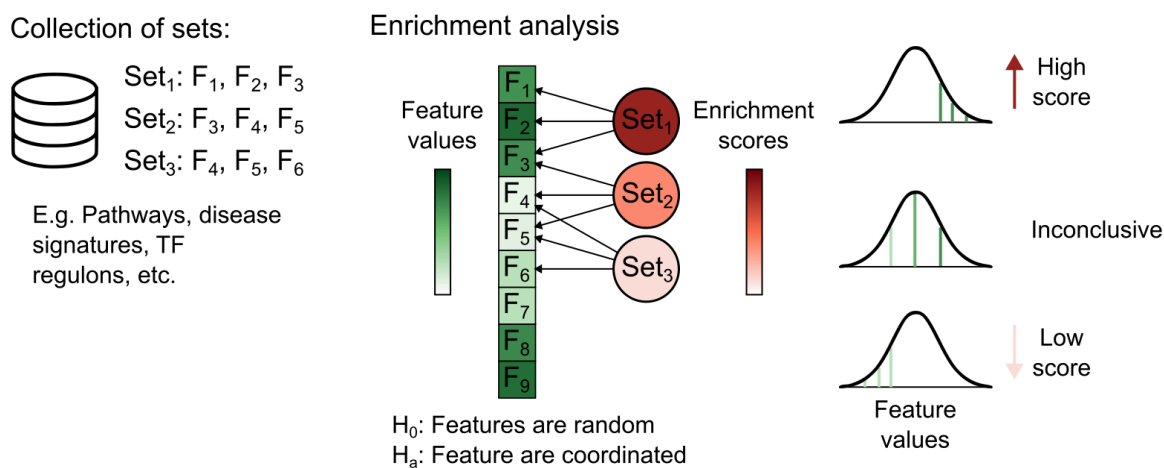 Collection of sets:
Set₁: F₁, F₂, F₃
Set₂: F₃, F₄, F₅
Set₃: F₄, F₅, F₆
E.g. Pathways, disease
signatures, TF
regulons, etc.
Enrichment analysis
Feature
values
F₁
F₂
F₃
F₄
F₅
F₆
F₇
F₈
F₉
Set₁
Set₂
Set₃
Enrichment
scores
H₀: Features are random
Hₐ: Feature are coordinated
High
score
Inconclusive
Low
score
Feature
values